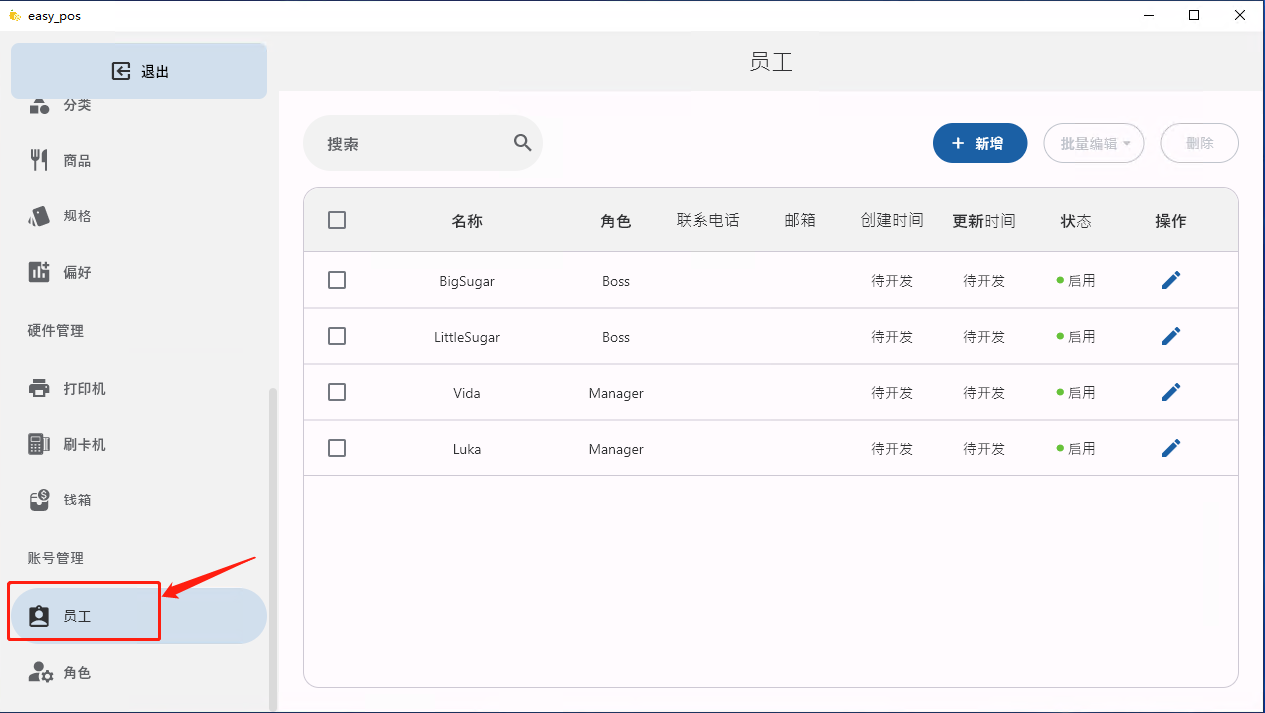 easy_pos
退出
分类
商品
规格
偏好
硬件管理
打印机
刷卡机
钱箱
账号管理
员工
角色
员工
搜索
+ 新增 批量编辑 删除
名称 角色 联系电话 邮箱 创建时间 更新时间 状态 操作
BigSugar Boss 待开发 待开发 启用
LittleSugar Boss 待开发 待开发 启用
Vida Manager 待开发 待开发 启用
Luka Manager 待开发 待开发 启用